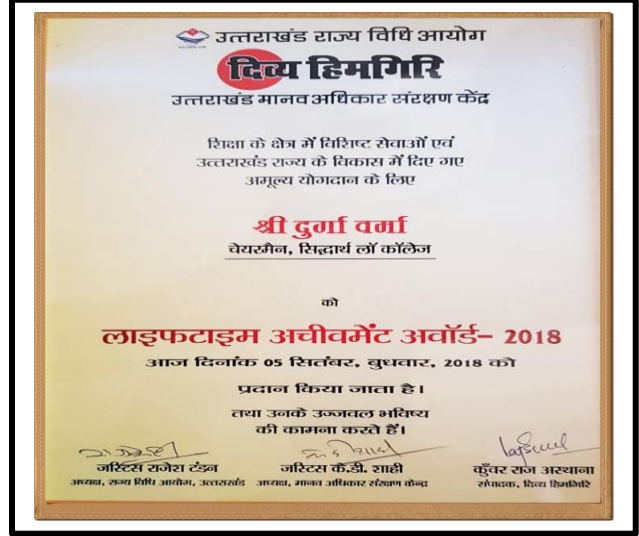 उत्तराखंड राज्य विधि आयोग
दिव्य हिमगिरि
उत्तराखंड मानव अधिकार संरक्षण केंद्र
शिक्षा के क्षेत्र में विशिष्ट सेवाओं एवं
उत्तराखंड राज्य के विकास में दिए गए
अमूल्य योगदान के लिए
श्री दुर्गा वर्मा
चेयरमैन, सिद्धार्थ लॉ कॉलेज
को
लाइफटाइम अचीवमेंट अवॉर्ड- 2018
आज दिनांक 05 सितंबर, बुधवार, 2018 को
प्रदान किया जाता है।
तथा उनके उज्जवल भविष्य
की कामना करते हैं।
जस्टिस राजेश टंडन जस्टिस के.डी. शाही कुँवर राज अस्थाना
अध्यक्ष, राज्य विधि आयोग, उत्तराखंड अध्यक्ष, मानव अधिकार संरक्षण केन्द्र संपादक, दिव्य हिमगिरि